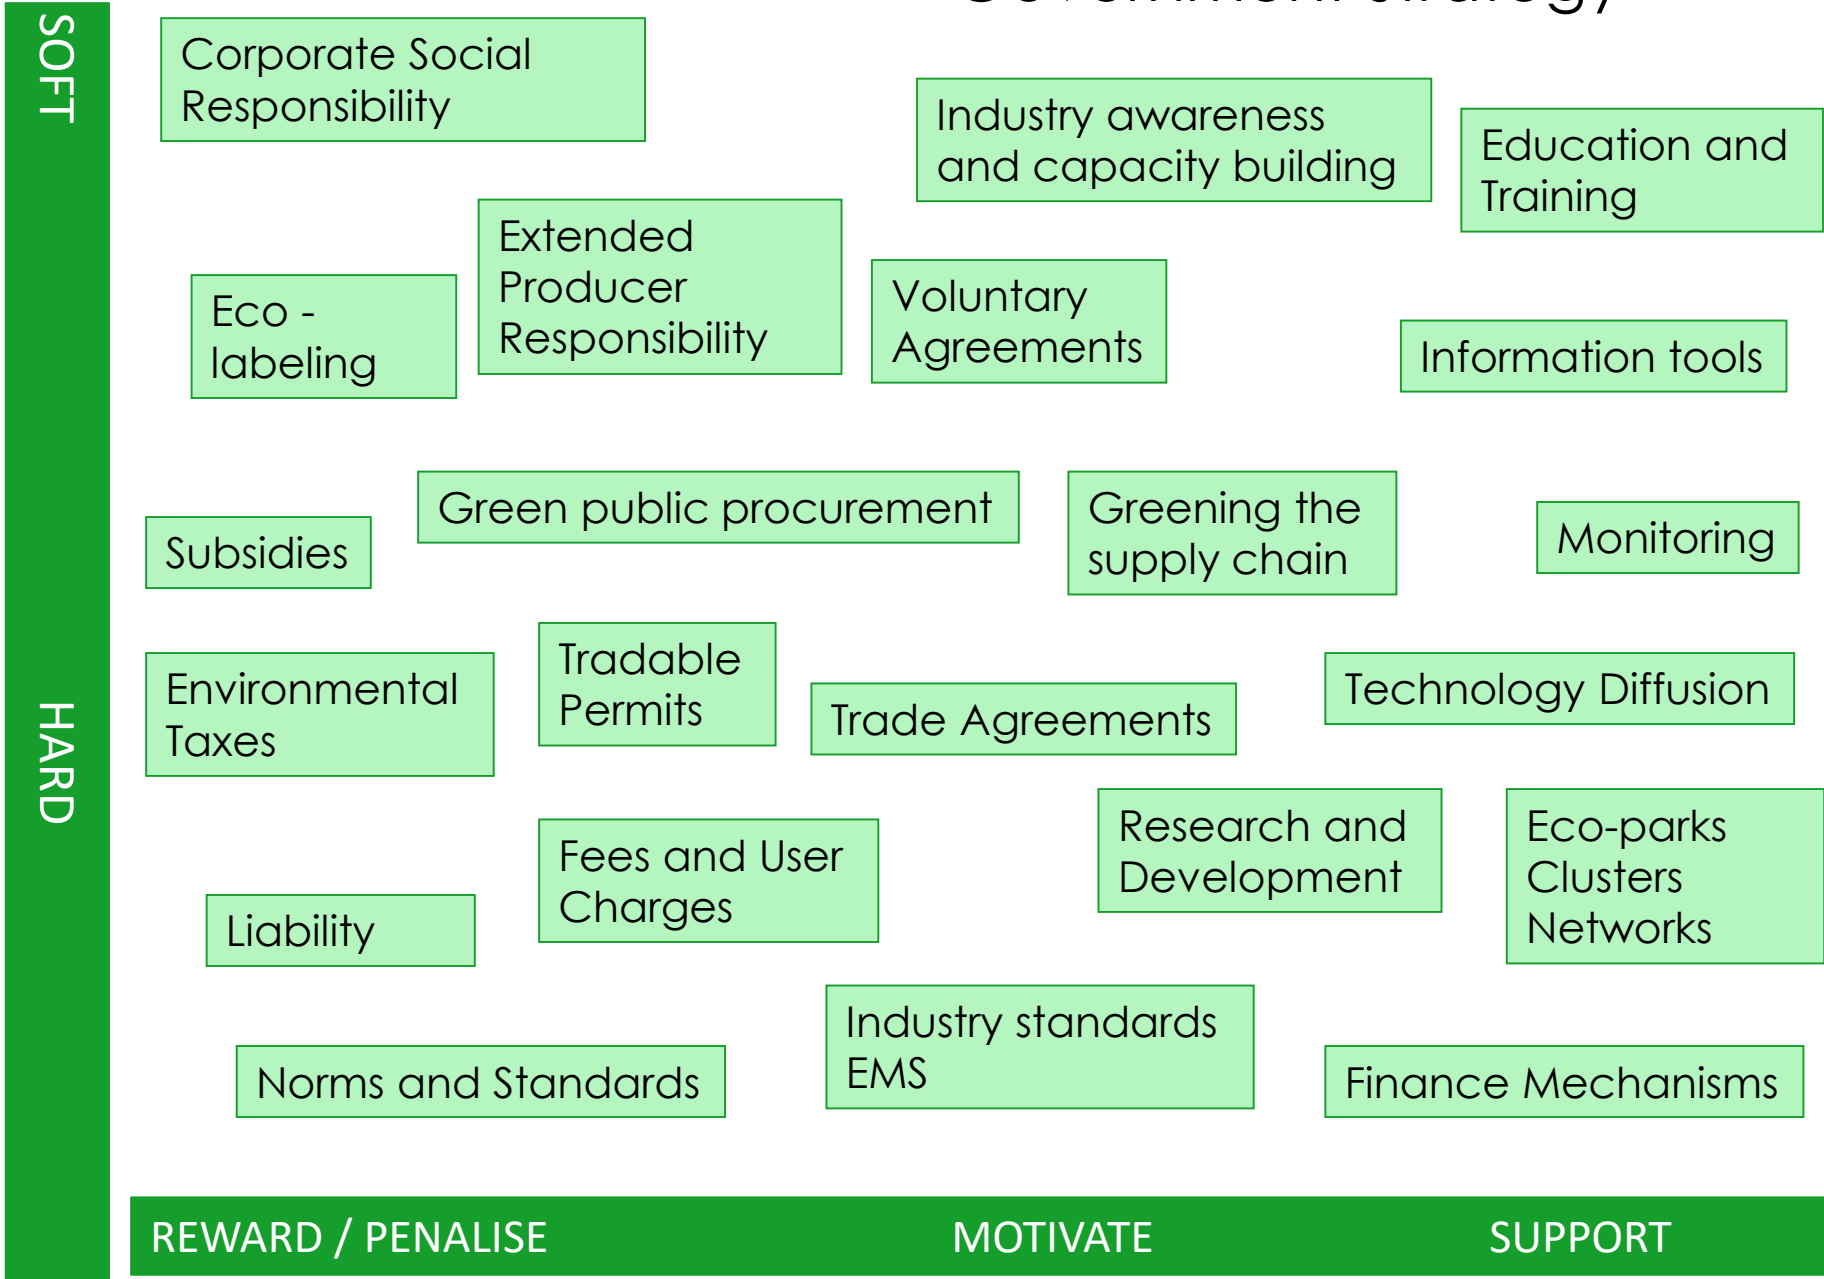 Government strategy
SOFT
Corporate Social
Responsibility
Industry awareness
and capacity building
Education and
Training
Extended
Producer
Responsibility
Eco -
labeling
Voluntary
Agreements
Information tools
Subsidies
Green public procurement
Greening the
supply chain
Monitoring
HARD
Environmental
Taxes
Tradable
Permits
Trade Agreements
Technology Diffusion
Fees and User
Charges
Research and
Development
Eco-parks
Clusters
Networks
Liability
Norms and Standards
Industry standards
EMS
Finance Mechanisms
REWARD / PENALISE
MOTIVATE
SUPPORT